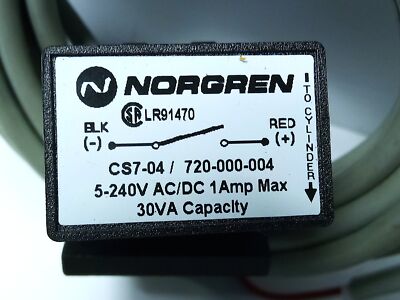 NORGREN
LR91470
BLK RED
(-) (+)
CS7-04 / 720-000-004
5-240V AC/DC 1Amp Max
30VA Capacity
TO CYLINDER